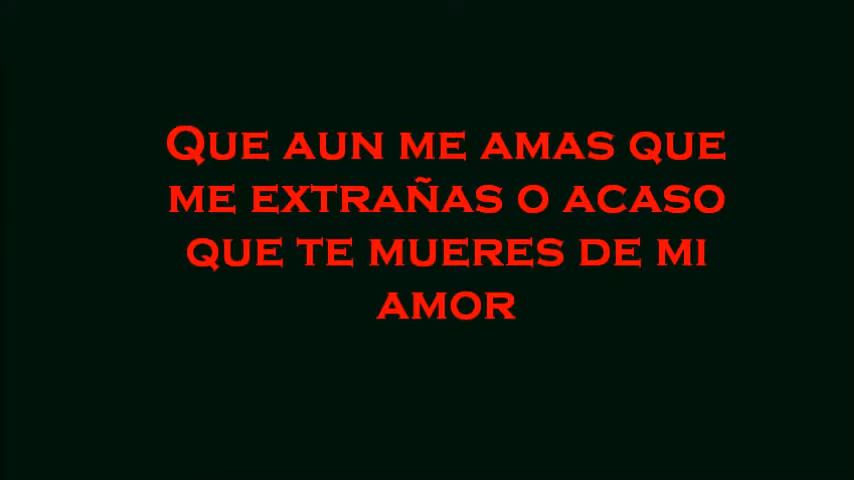 Que aun me amas que
me extrañas o acaso
que te mueres de mi
amor